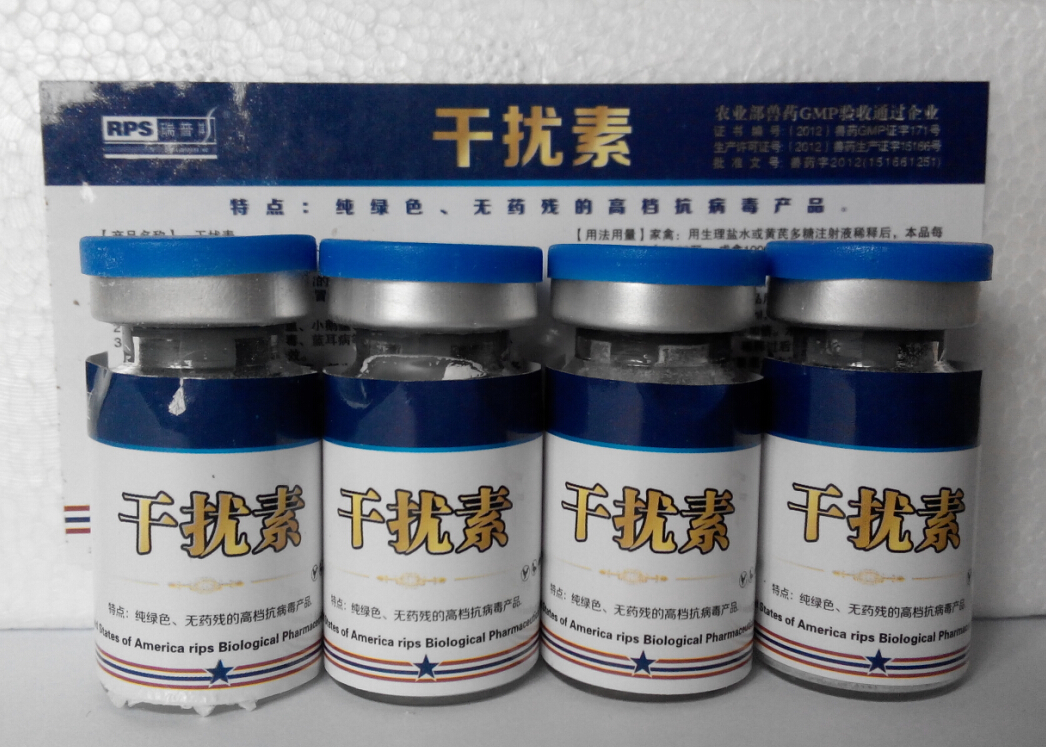 RPS 瑞普
干扰素
农业部兽药GMP验收通过企业
证书编号:(2012)兽药GMP证字171号
生产许可证号:(2012)兽药生产证字15166号
批准文号:兽药字2012(151661251)
特点:纯绿色、无药残的高档抗病毒产品。
【用法用量】家禽:用生理盐水或黄芪多糖注射液稀释后,本品每
干扰素
特点:纯绿色、无药残的高档抗病毒产品
States of America rips Biological Pharmaceu
干扰素
特点:纯绿色、无药残的高档抗病毒产品
States of America rips Biological Pharmaceu
干扰素
特点:纯绿色、无药残的高档抗病毒产品
States of America rips Biological Pharmaceu
干扰素
特点:纯绿色、无药残的高档抗病毒产品
States of America rips Biological Pharma